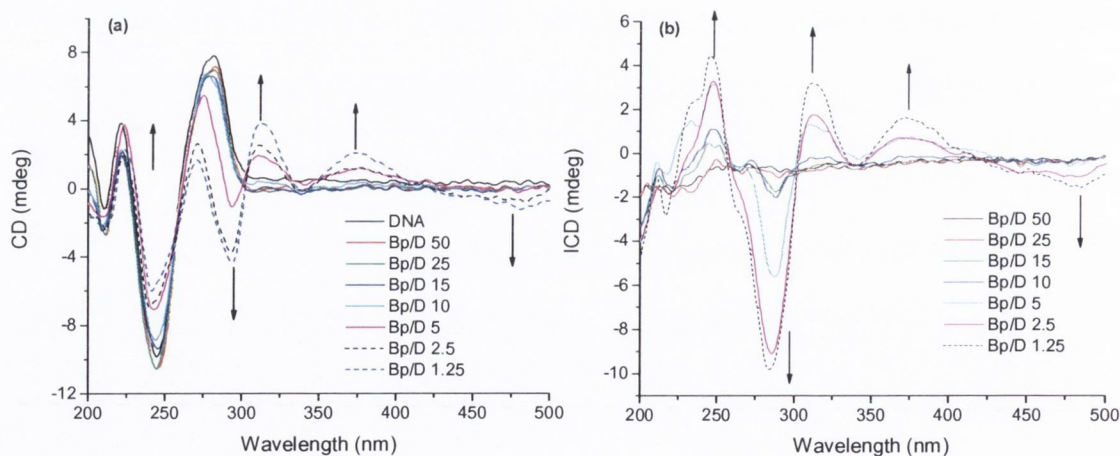 (a)
8
4
0
-4
-8
-12
CD (mdeg)
200 250 300 350 400 450 500
Wavelength (nm)
DNA
Bp/D 50
Bp/D 25
Bp/D 15
Bp/D 10
Bp/D 5
Bp/D 2.5
Bp/D 1.25
(b)
6
4
2
0
-2
-4
-6
-8
-10
ICD (mdeg)
200 250 300 350 400 450 500
Wavelength (nm)
Bp/D 50
Bp/D 25
Bp/D 15
Bp/D 10
Bp/D 5
Bp/D 2.5
Bp/D 1.25